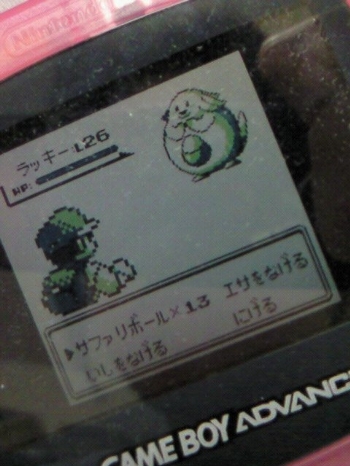 Nintendo
ラッキー :L26
HP:
▶サファリボール×13 エサをなげる
いしをなげる にげる
GAME BOY ADVANC